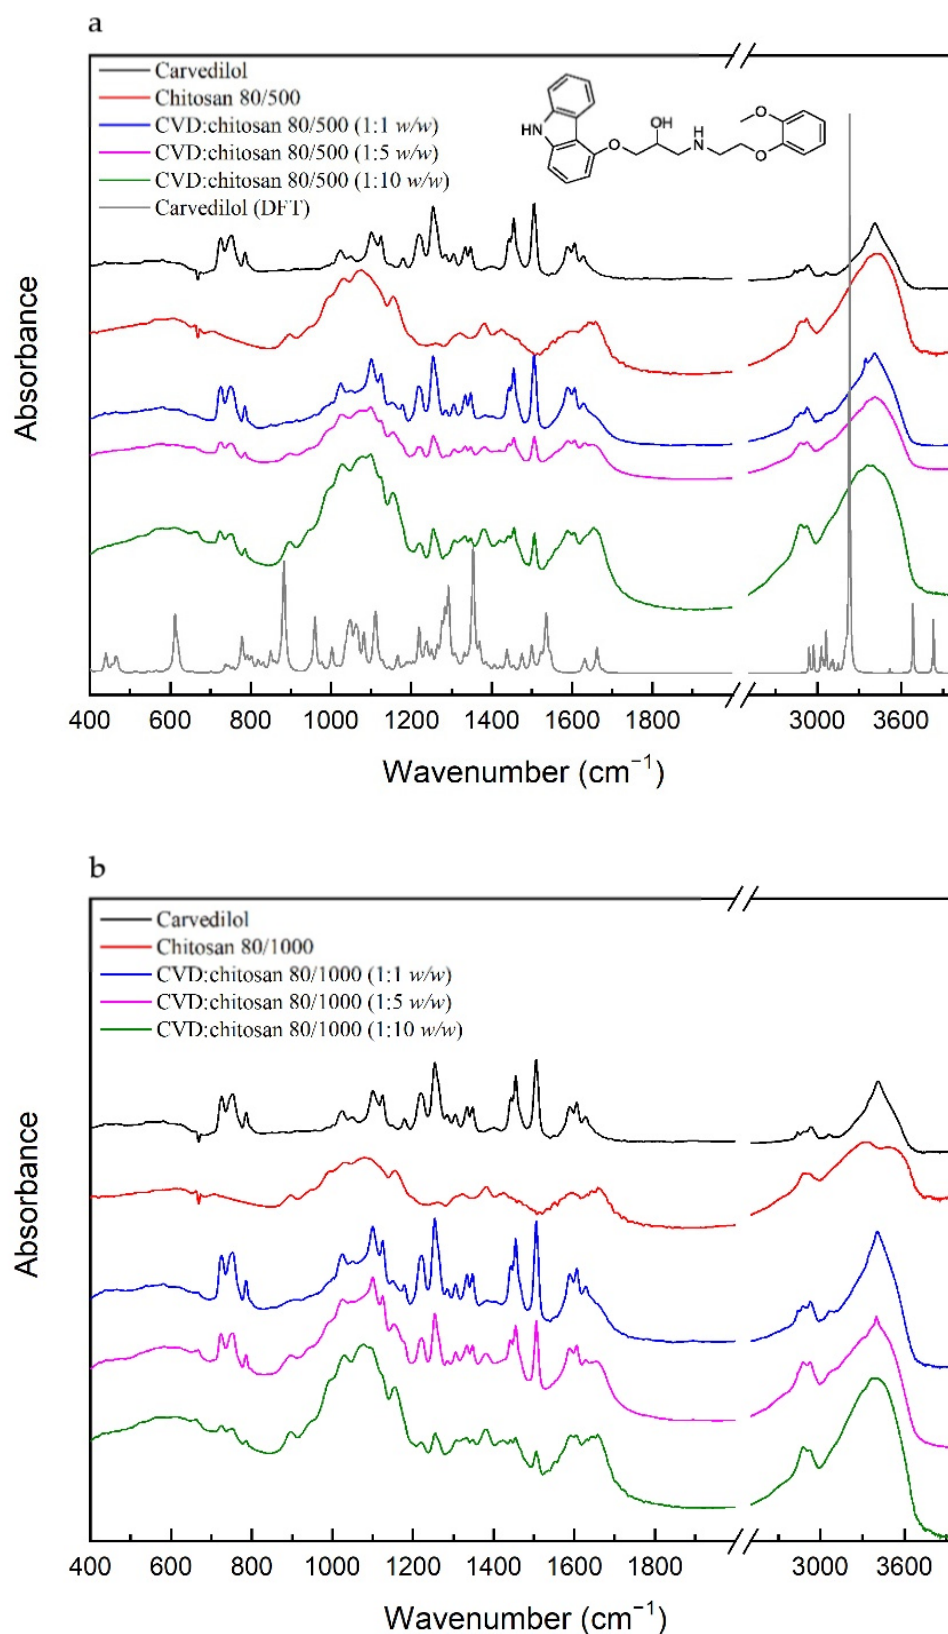 a
Carvedilol
Chitosan 80/500
CVD:chitosan 80/500 (1:1 w/w)
CVD:chitosan 80/500 (1:5 w/w)
CVD:chitosan 80/500 (1:10 w/w)
Carvedilol (DFT)
HN
O
OH
H
N
O
O
Absorbance
400 600 800 1000 1200 1400 1600 1800 3000 3600
Wavenumber (cm⁻¹)
b
Carvedilol
Chitosan 80/1000
CVD:chitosan 80/1000 (1:1 w/w)
CVD:chitosan 80/1000 (1:5 w/w)
CVD:chitosan 80/1000 (1:10 w/w)
Absorbance
400 600 800 1000 1200 1400 1600 1800 3000 3600
Wavenumber (cm⁻¹)